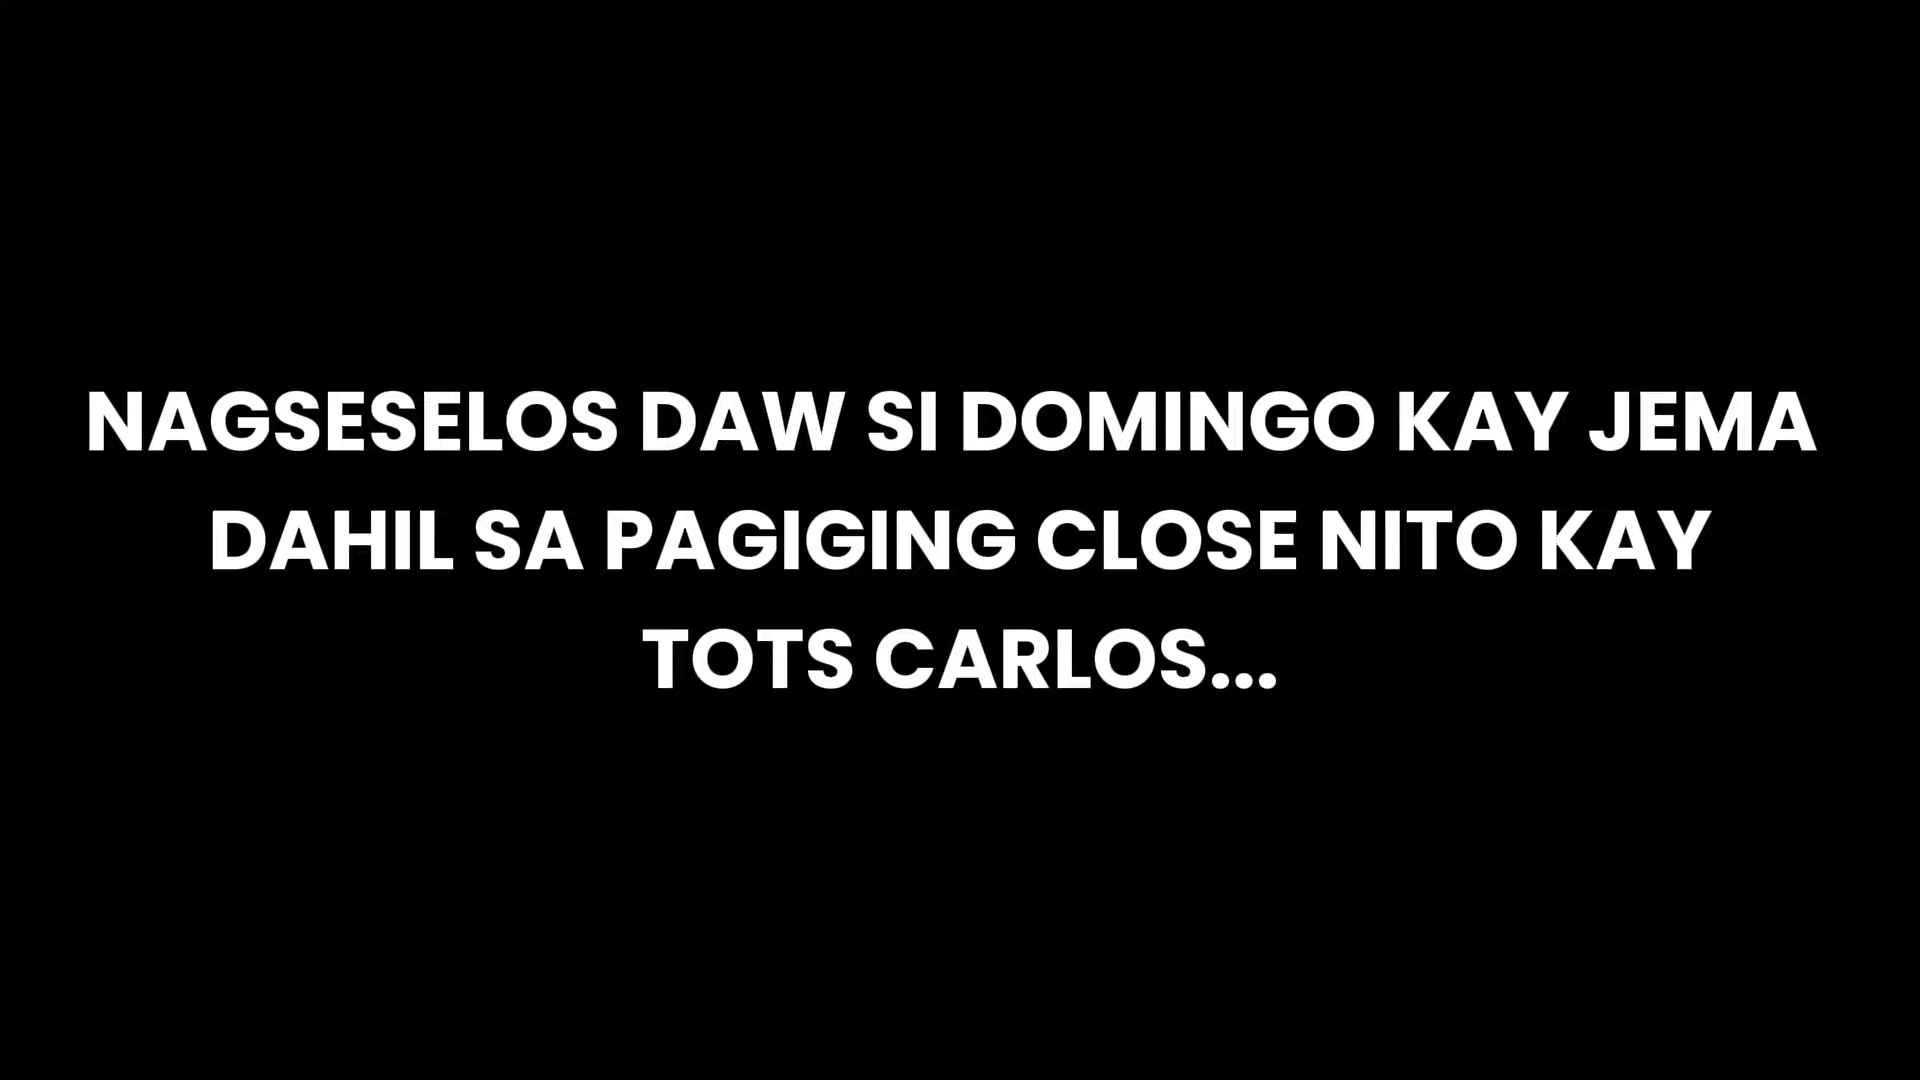 NAGSESELOS DAW SI DOMINGO KAY JEMA
DAHIL SA PAGIGING CLOSE NITO KAY
TOTS CARLOS...